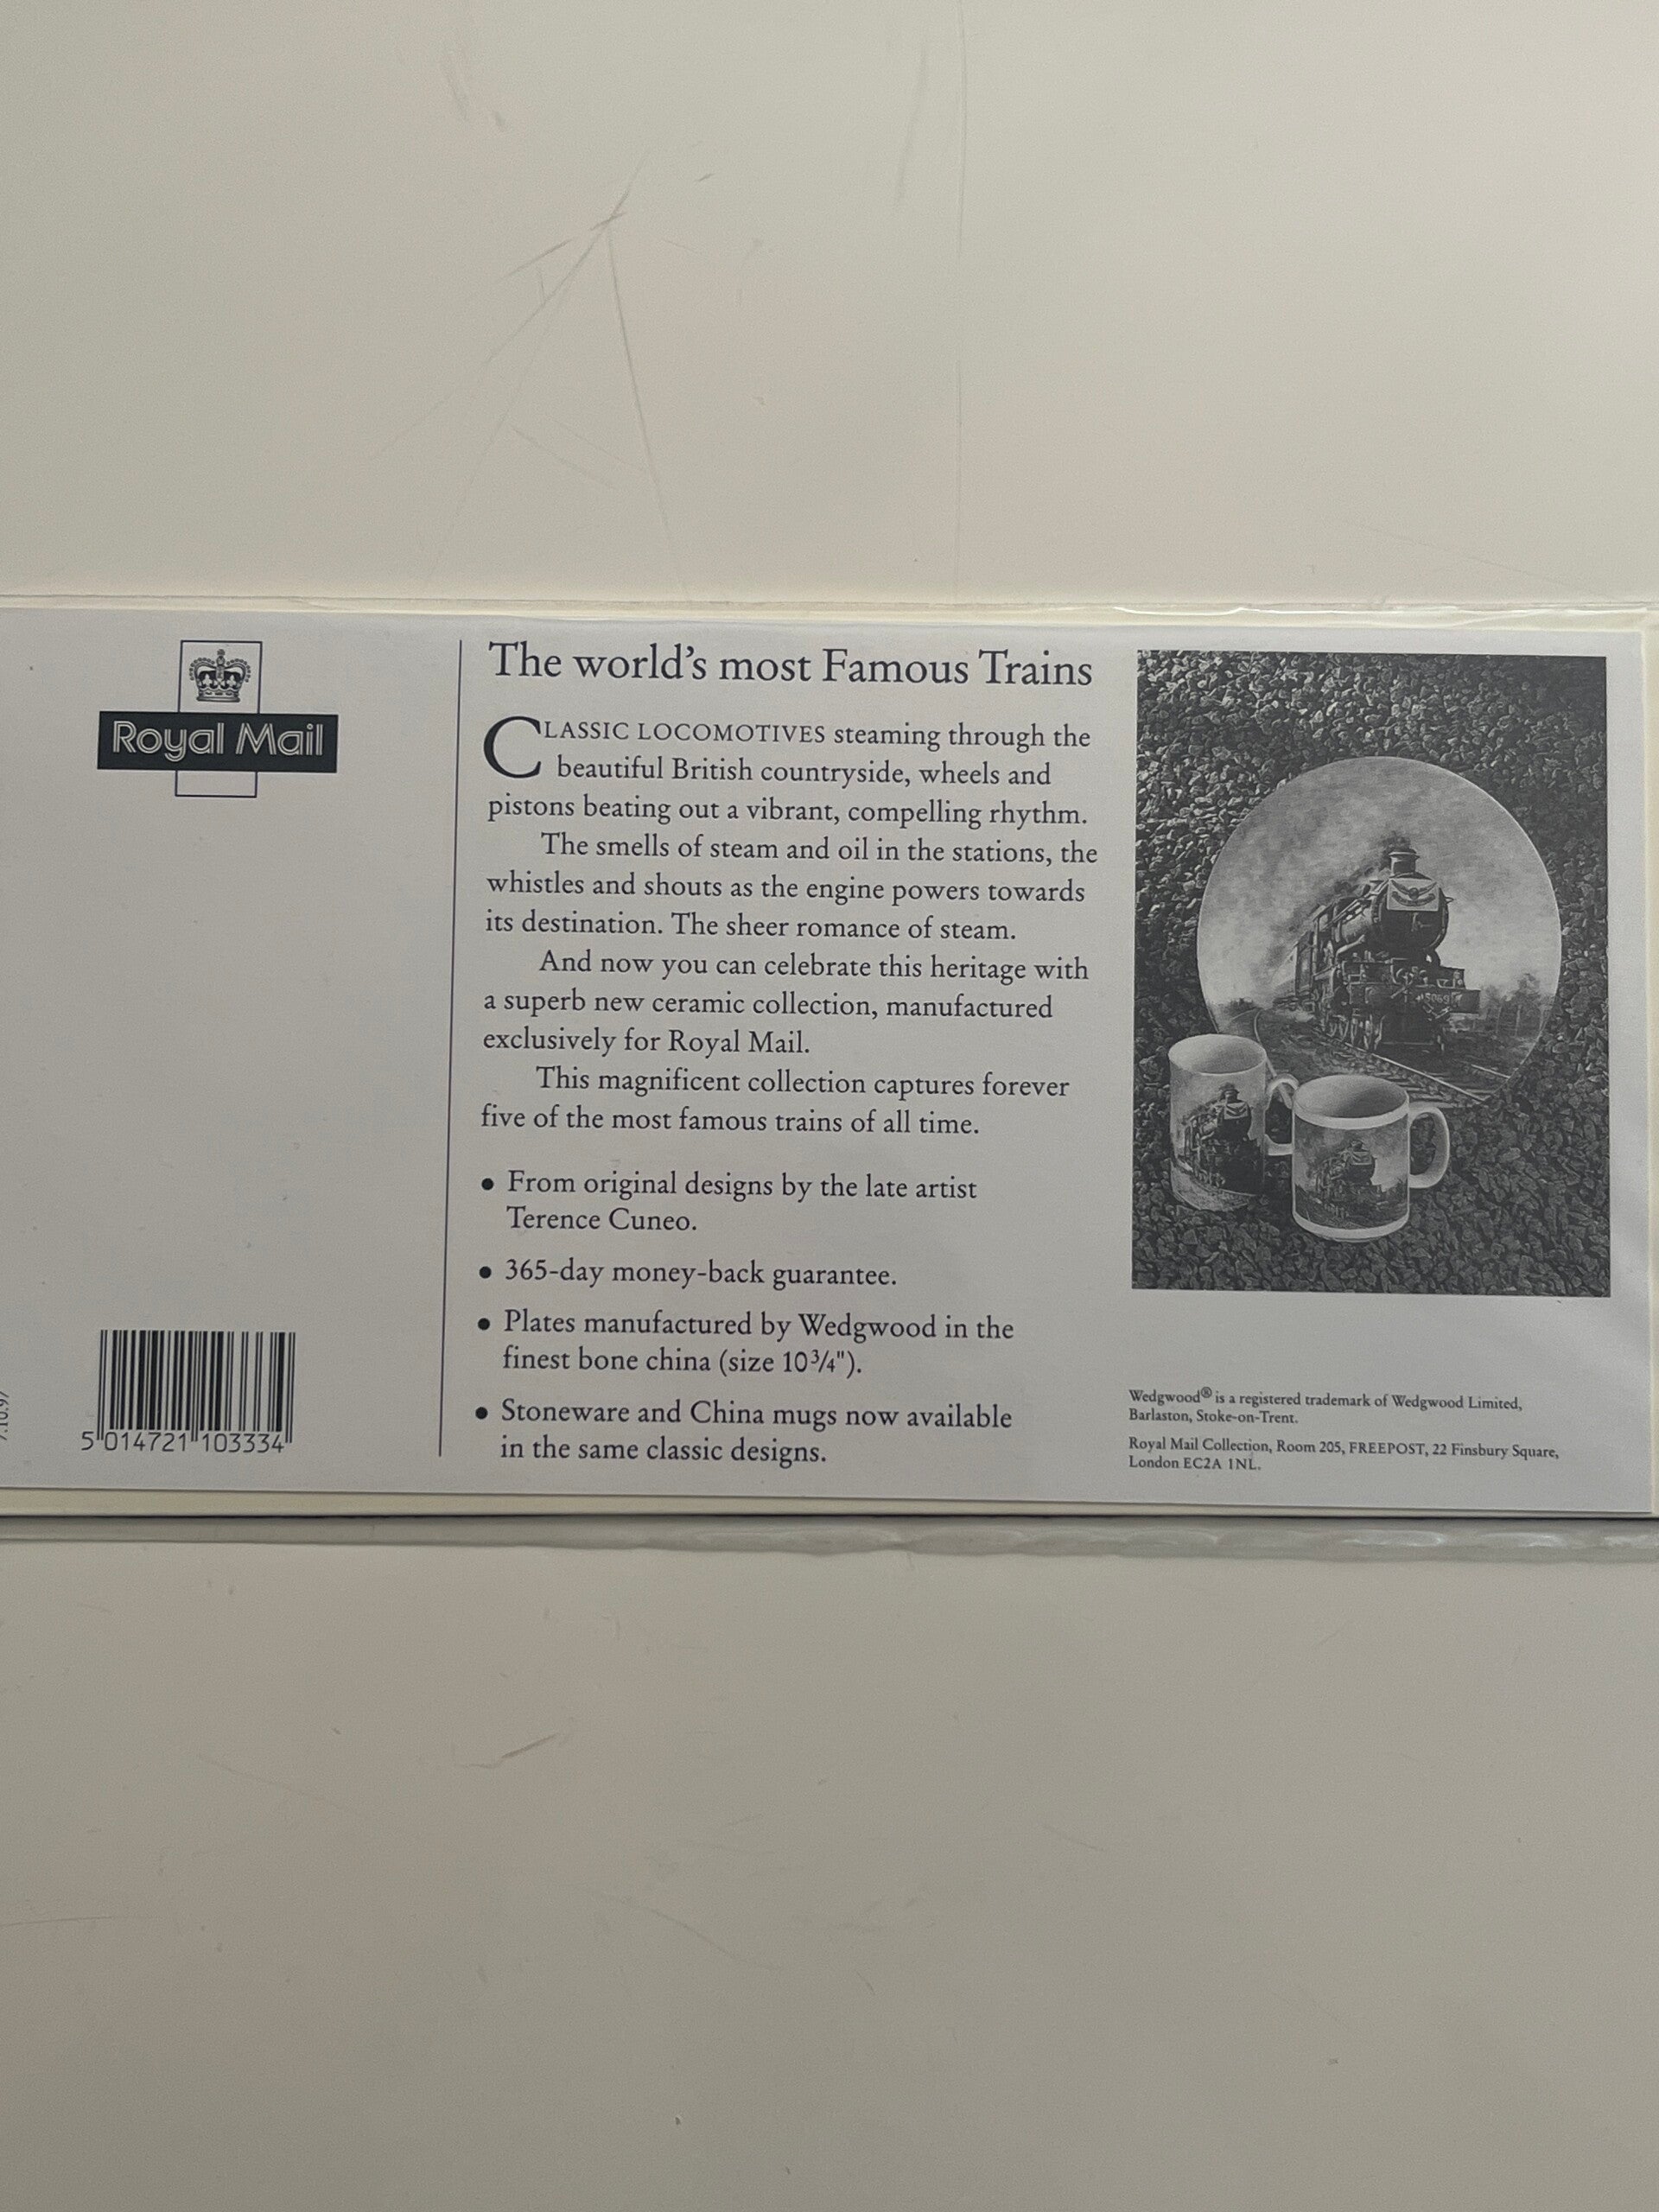 Royal Mail
7.10.97
5 014721 103334
The world's most Famous Trains
CLASSIC LOCOMOTIVES steaming through the
beautiful British countryside, wheels and
pistons beating out a vibrant, compelling rhythm.
The smells of steam and oil in the stations, the
whistles and shouts as the engine powers towards
its destination. The sheer romance of steam.
And now you can celebrate this heritage with
a superb new ceramic collection, manufactured
exclusively for Royal Mail.
This magnificent collection captures forever
five of the most famous trains of all time.
• From original designs by the late artist
Terence Cuneo.
• 365-day money-back guarantee.
• Plates manufactured by Wedgwood in the
finest bone china (size 10¾").
• Stoneware and China mugs now available
in the same classic designs.
Wedgwood® is a registered trademark of Wedgwood Limited,
Barlaston, Stoke-on-Trent.
Royal Mail Collection, Room 205, FREEPOST, 22 Finsbury Square,
London EC2A 1NL.